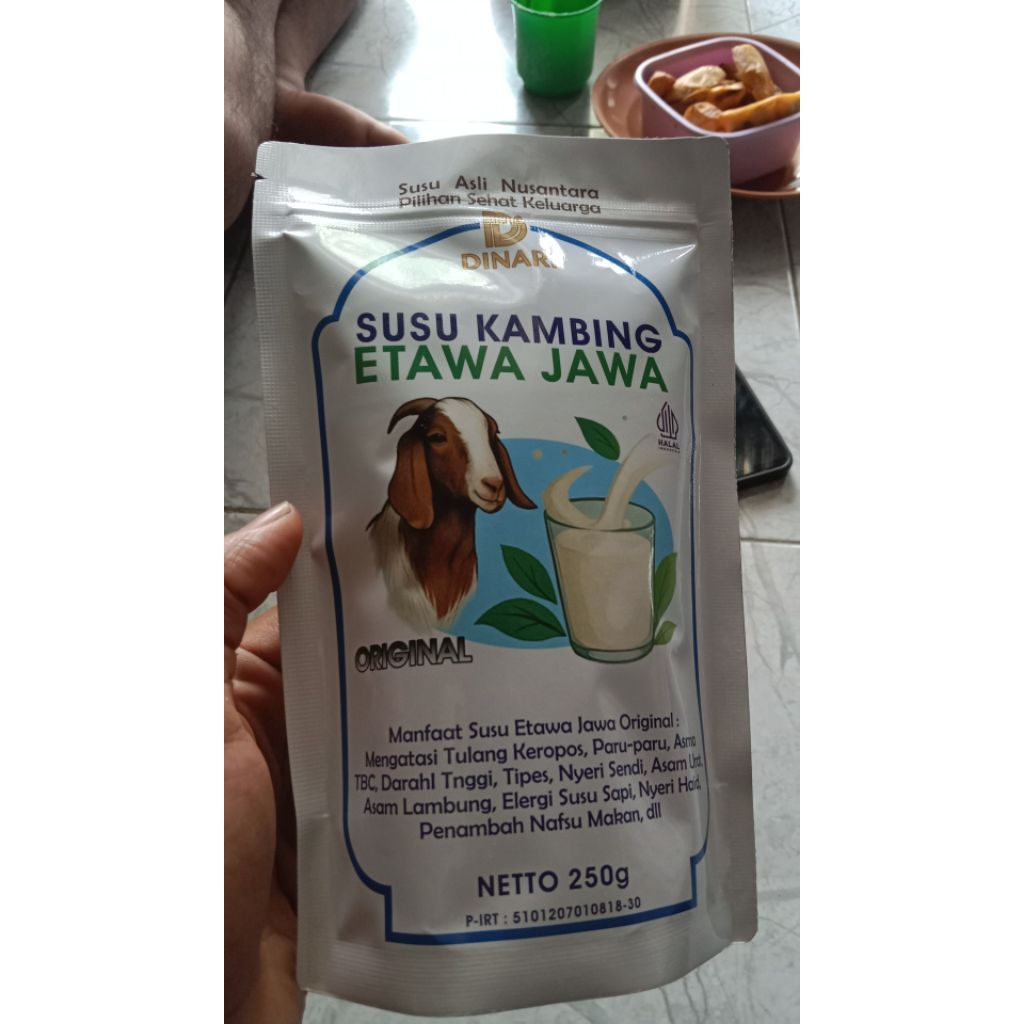 Susu Asli Nusantara
Pilihan Sehat Keluarga
DINARI
SUSU KAMBING
ETAWA JAWA
HALAL
INDONESIA
ORIGINAL
Manfaat Susu Etawa Jawa Original :
Mengatasi Tulang Keropos, Paru-paru, Asma
TBC, Darahl Tnggi, Tipes, Nyeri Sendi, Asam Urat,
Asam Lambung, Elergi Susu Sapi, Nyeri Haid,
Penambah Nafsu Makan, dll
NETTO 250g
P-IRT : 5101207010818-30